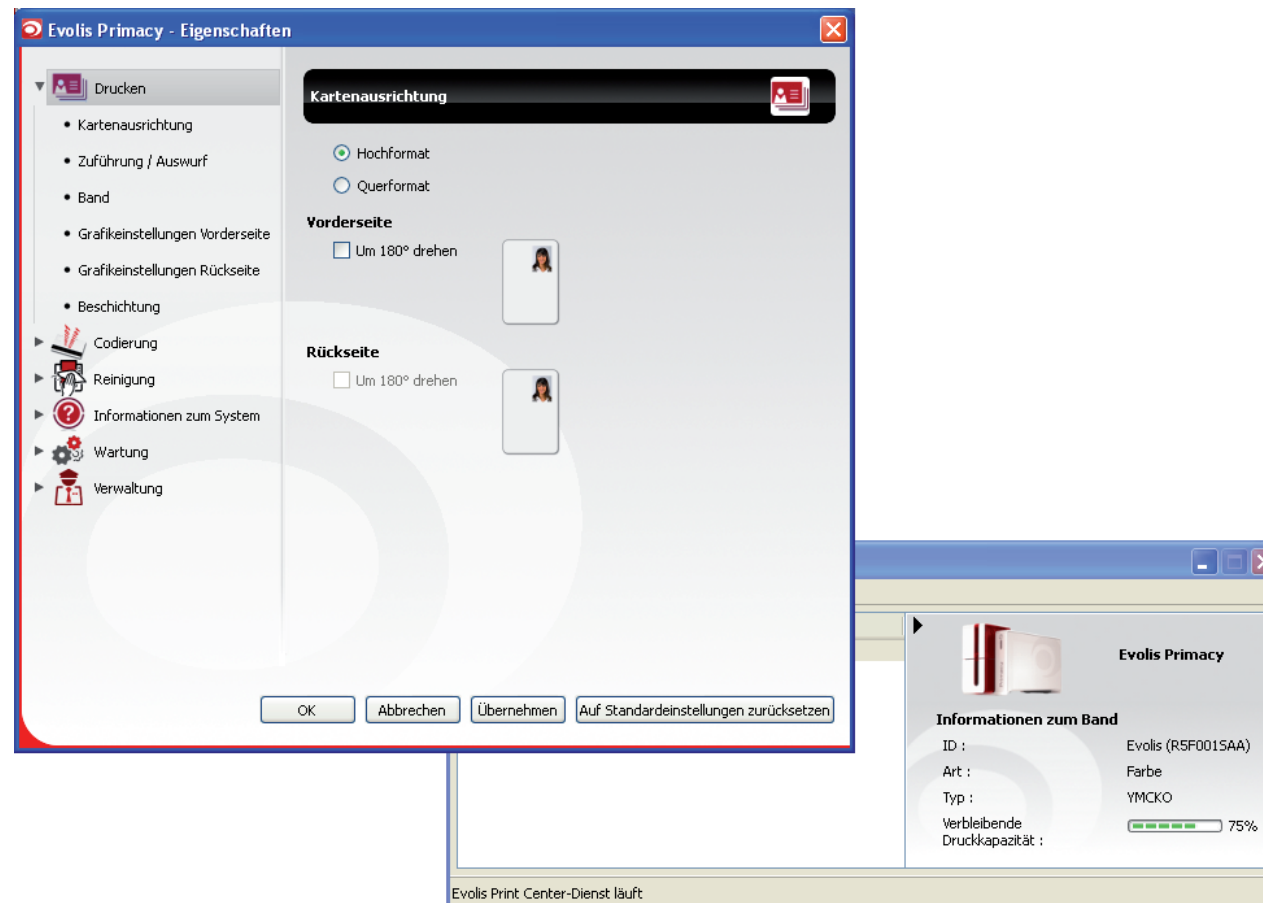 Evolis Primacy - Eigenschaften
Drucken
Kartenausrichtung
Zuführung / Auswurf
Band
Grafikeinstellungen Vorderseite
Grafikeinstellungen Rückseite
Beschichtung
Codierung
Reinigung
Informationen zum System
Wartung
Verwaltung
Kartenausrichtung
Hochformat
Querformat
Vorderseite
Um 180° drehen
Rückseite
Um 180° drehen
OK
Abbrechen
Übernehmen
Auf Standardeinstellungen zurücksetzen
Evolis Primacy
Informationen zum Band
ID : Evolis (R5F001SAA)
Art : Farbe
Typ : YMCKO
Verbleibende
Druckkapazität : 75%
Evolis Print Center-Dienst läuft